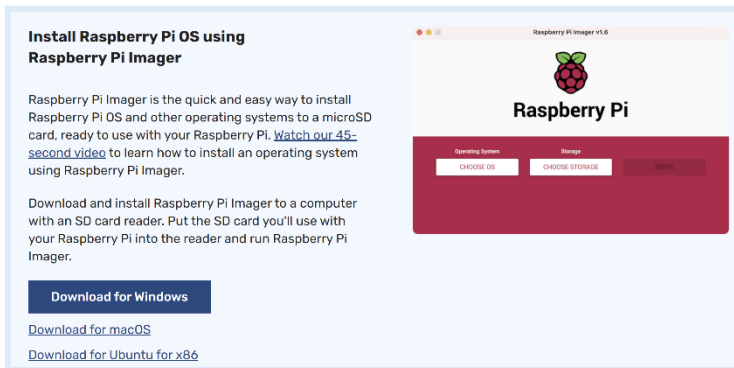 Install Raspberry Pi OS using
Raspberry Pi Imager
Raspberry Pi Imager is the quick and easy way to install
Raspberry Pi OS and other operating systems to a microSD
card, ready to use with your Raspberry Pi. Watch our 45-
second video to learn how to install an operating system
using Raspberry Pi Imager.
Download and install Raspberry Pi Imager to a computer
with an SD card reader. Put the SD card you'll use with
your Raspberry Pi into the reader and run Raspberry Pi
Imager.
Download for Windows
Download for macOS
Download for Ubuntu for x86
Raspberry Pi Imager v1.6
Raspberry Pi
Operating System Storage
CHOOSE OS CHOOSE STORAGE WRITE